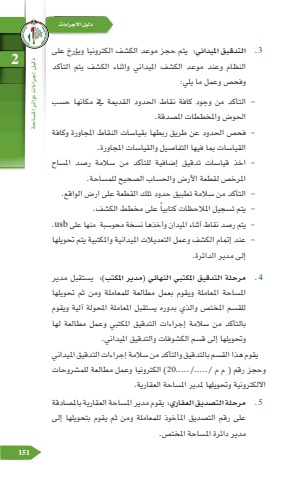 دليل الاجراءات
2
دليل إجراءات دوائر المساحة
3. التدقيق الميداني: يتم حجز موعد الكشف الكترونيا ويؤرخ على
النظام وعند موعد الكشف الميداني واثناء الكشف يتم التأكد
وفحص وعمل ما يلي:
- التأكد من وجود كافة نقاط الحدود القديمة في مكانها حسب
الحوض والمخططات المصدقة.
- فحص الحدود عن طريق ربطها بقياسات النقاط المجاورة وكافة
القياسات بما فيها التفاصيل والقياسات المجاورة.
- اخذ قياسات تدقيق إضافية للتأكد من سلامة رصد المساح
المرخص لقطعة الأرض والحساب الصحيح للمساحة.
- التأكد من سلامة تطبيق حدود تلك القطعة على ارض الواقع.
- يتم تسجيل الملاحظات كتابياً على مخطط الكشف.
- يتم رصد نقاط أثناء الميدان وأخذها نسخة محوسبة منها على usb.
- عند إتمام الكشف وعمل التعديلات الميدانية والمكتبية يتم تحويلها
إلى مدير الدائرة.
4. مرحلة التدقيق المكتبي النهائي (مدير المكتب): يستقبل مدير
المساحة المعاملة ويقوم بعمل مطالعة للمعاملة ومن ثم تحويلها
للقسم المختص والذي بدوره يستقبل المعاملة المحولة آلية ويقوم
بالتأكد من سلامة إجراءات التدقيق المكتبي وعمل مطالعة لها
وتحويلها إلى قسم الكشوفات والتدقيق الميداني.
يقوم هذا القسم بالتدقيق والتأكد من سلامة إجراءات التدقيق الميداني
وحجز رقم ( م م /...../.....20) الكترونيا وعمل مطالعة للمشروحات
الالكترونية وتحويلها لمدير المساحة العقارية.
5. مرحلة التصديق العقاري: يقوم مدير المساحة العقارية بالمصادقة
على رقم التصديق المأخوذ للمعاملة ومن ثم يقوم بتحويلها إلى
مدير دائرة المساحة المختص.
151